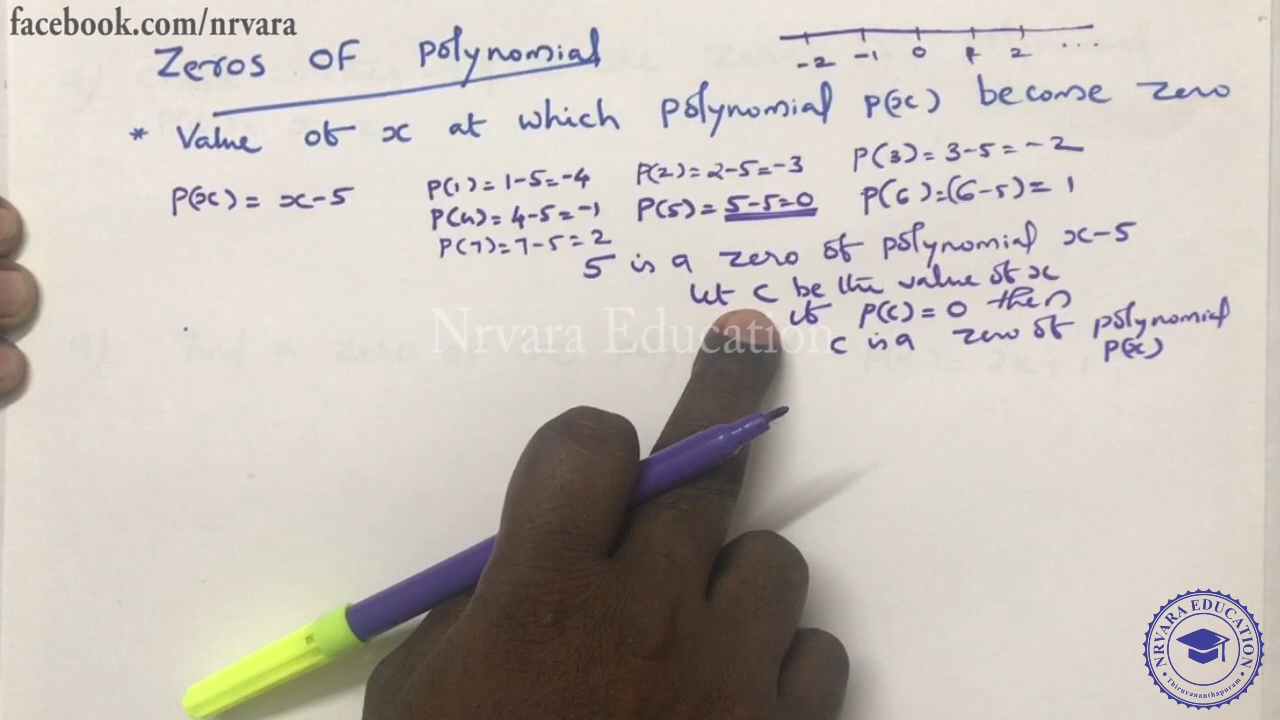 facebook.com/nrvara
Zeros OF polynomial
-2 -1 0 1 2 ...
* Value of x at which polynomial P(x) become zero
P(x) = x-5
P(1) = 1-5=-4 P(2) = 2-5=-3 P(3) = 3-5 = -2
P(4) = 4-5=-1 P(5) = 5-5=0 P(6) =(6-5) = 1
P(7) = 7-5 = 2
5 is a zero of polynomial x-5
let c be the value of x
if P(c) = 0 then
c is a zero of polynomial
P(x)
Nrvara Education
NRVARA EDUCATION
Thiruvananthapuram